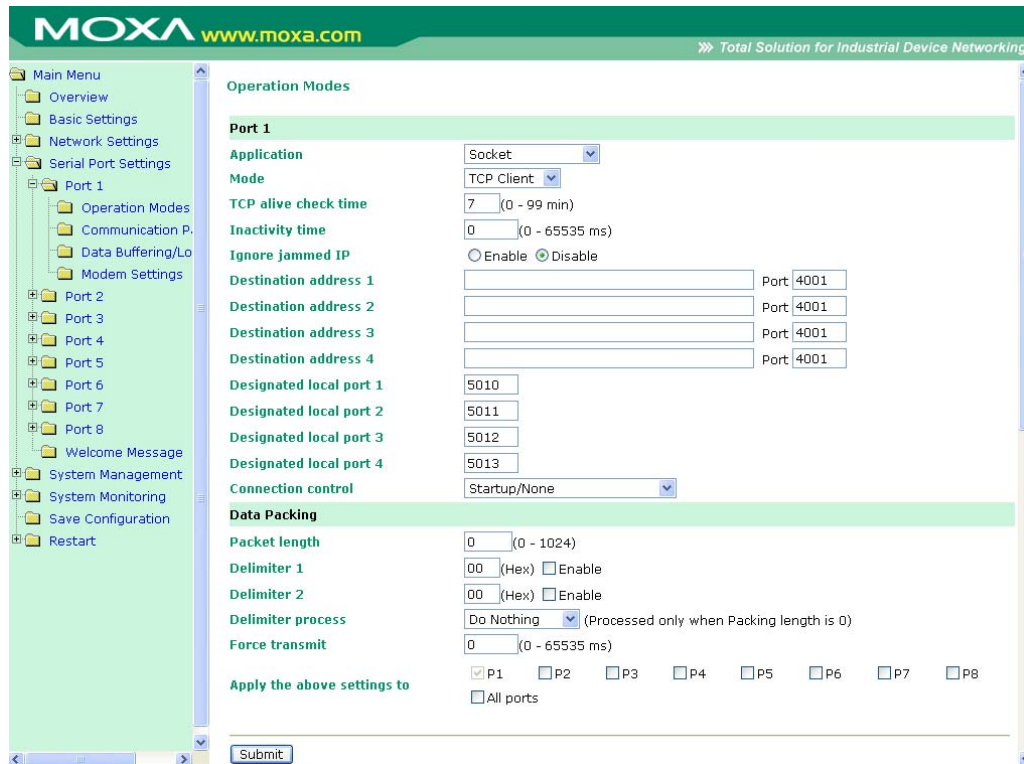 MOXA www.moxa.com
Total Solution for Industrial Device Networking
Main Menu
Overview
Basic Settings
Network Settings
Serial Port Settings
Port 1
Operation Modes
Communication P
Data Buffering/Lo
Modem Settings
Port 2
Port 3
Port 4
Port 5
Port 6
Port 7
Port 8
Welcome Message
System Management
System Monitoring
Save Configuration
Restart
Operation Modes
Port 1
Application Socket
Mode TCP Client
TCP alive check time 7 (0 - 99 min)
Inactivity time 0 (0 - 65535 ms)
Ignore jammed IP Enable Disable
Destination address 1 Port 4001
Destination address 2 Port 4001
Destination address 3 Port 4001
Destination address 4 Port 4001
Designated local port 1 5010
Designated local port 2 5011
Designated local port 3 5012
Designated local port 4 5013
Connection control Startup/None
Data Packing
Packet length 0 (0 - 1024)
Delimiter 1 00 (Hex) Enable
Delimiter 2 00 (Hex) Enable
Delimiter process Do Nothing (Processed only when Packing length is 0)
Force transmit 0 (0 - 65535 ms)
Apply the above settings to P1 P2 P3 P4 P5 P6 P7 P8
All ports
Submit